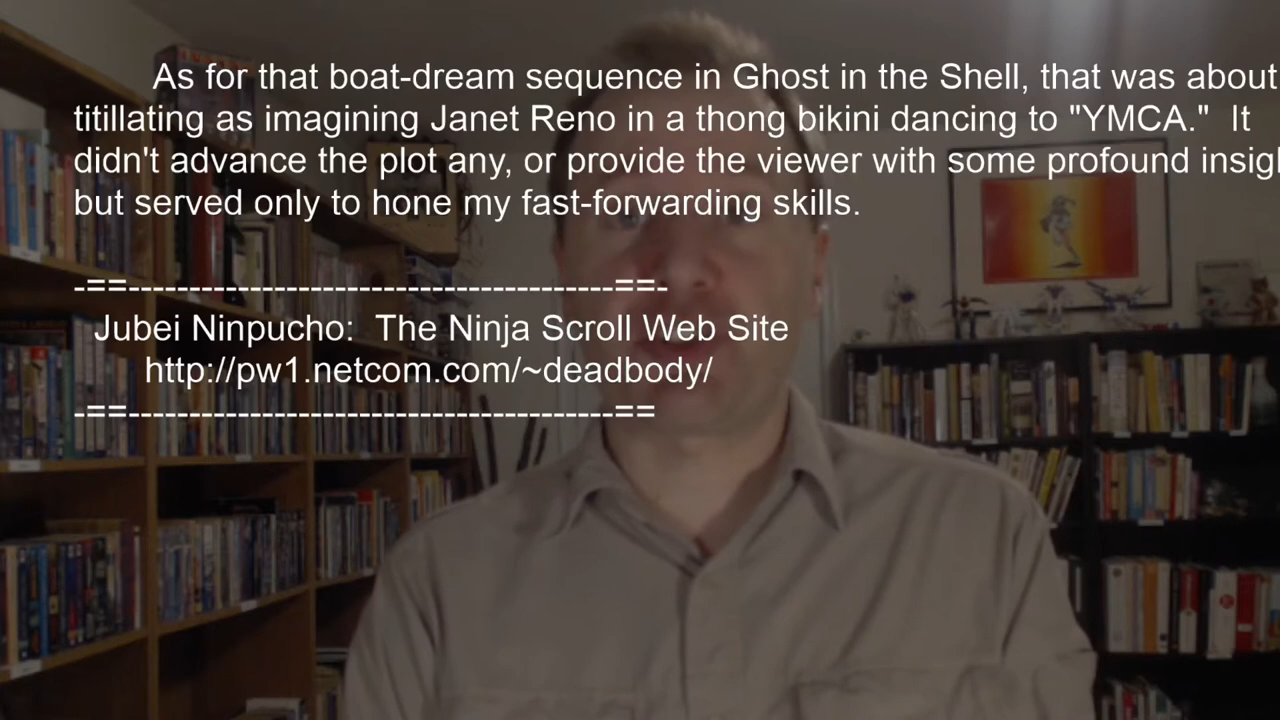 As for that boat-dream sequence in Ghost in the Shell, that was about
titillating as imagining Janet Reno in a thong bikini dancing to "YMCA."  It
didn't advance the plot any, or provide the viewer with some profound
but served only to hone my fast-forwarding skills.
-==----------------------------------------==-
Jubei Ninpucho:  The Ninja Scroll Web Site
http://pw1.netcom.com/~deadbody/
-==----------------------------------------==